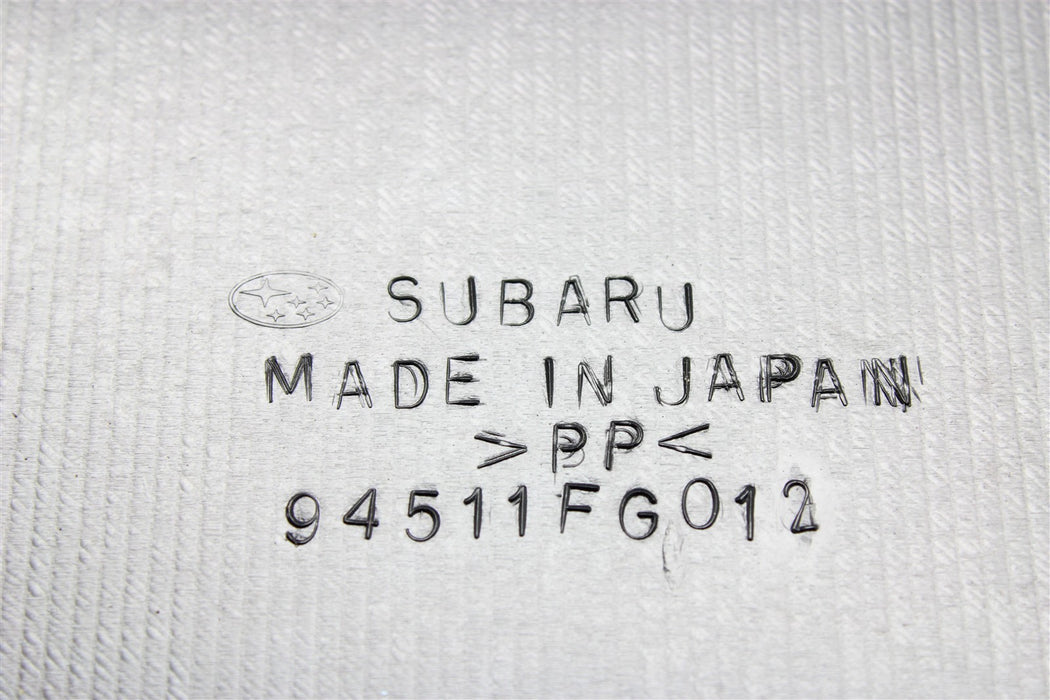 SUBARU
MADE IN JAPAN
>PP<
94511FG012